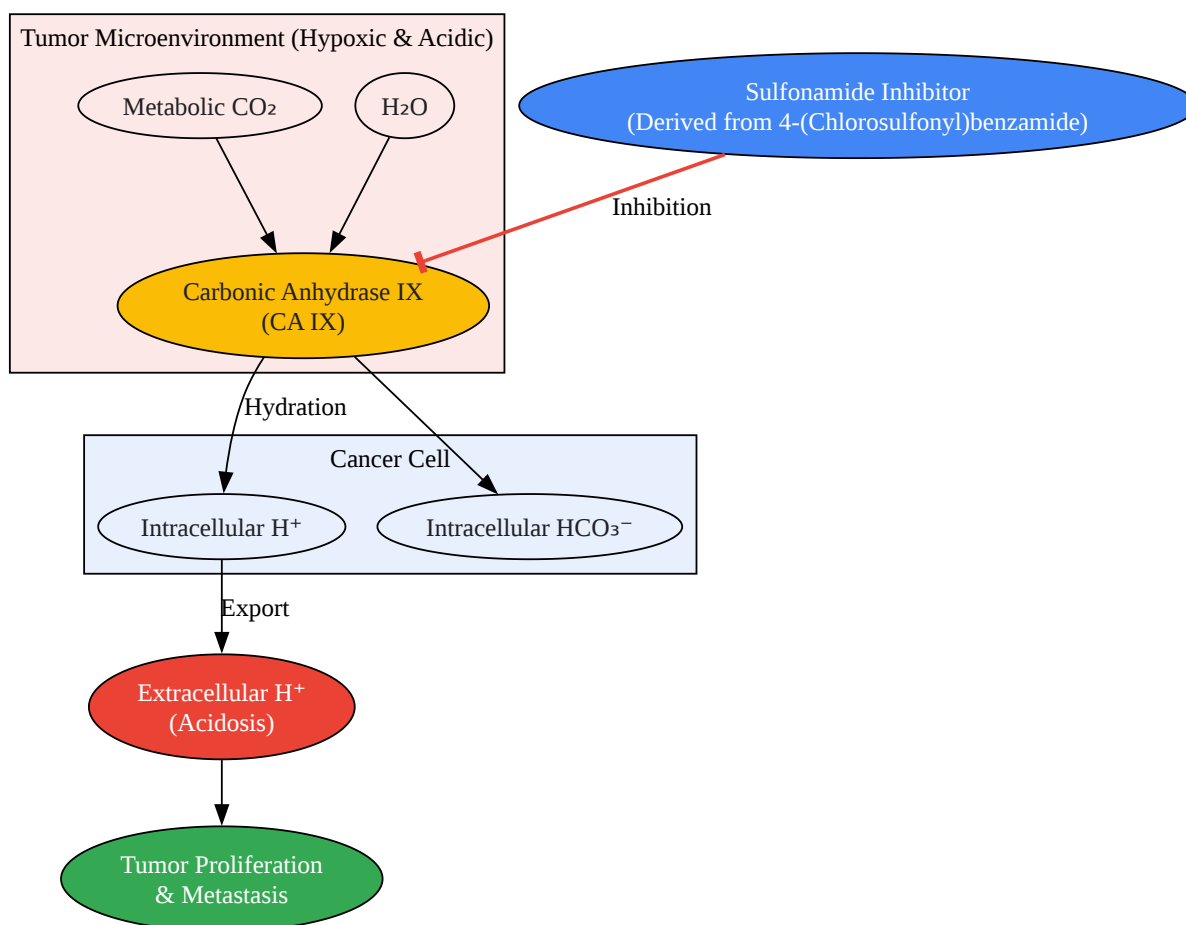 Tumor Microenvironment (Hypoxic & Acidic)
Metabolic CO₂
H₂O
Sulfonamide Inhibitor
(Derived from 4-(Chlorosulfonyl)benzamide)
Inhibition
Carbonic Anhydrase IX
(CA IX)
Hydration
Cancer Cell
Intracellular H⁺
Intracellular HCO₃⁻
Export
Extracellular H⁺
(Acidosis)
Tumor Proliferation
& Metastasis